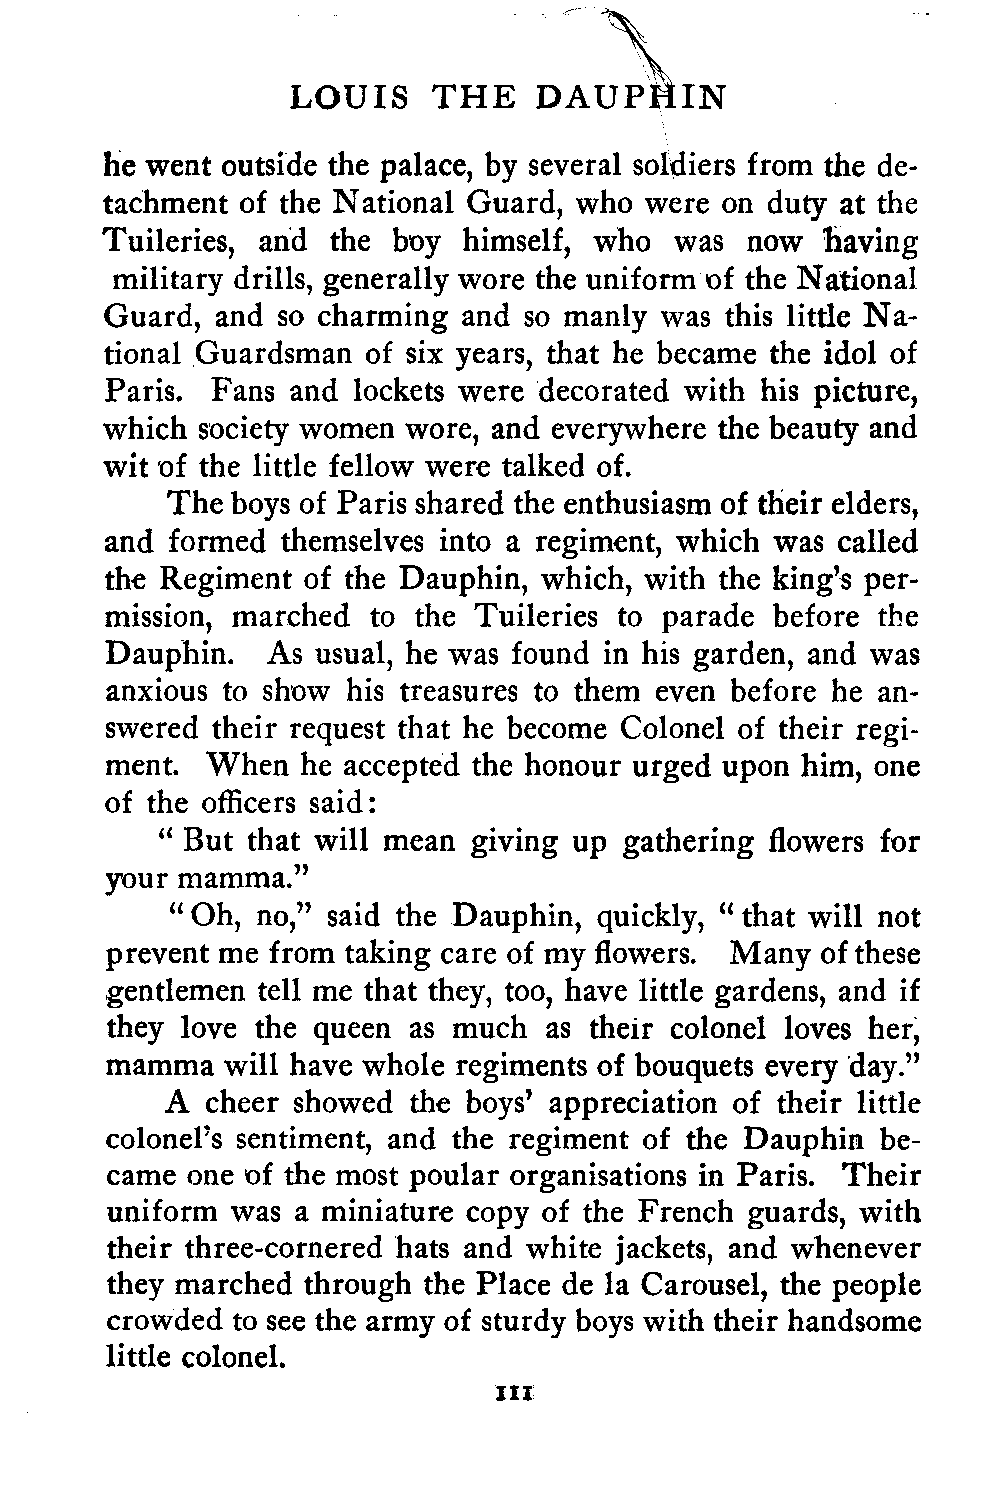 LOUIS THE DAUPHIN
he went outside the palace, by several soldiers from the de-
tachment of the National Guard, who were on duty at the
Tuileries, and the boy himself, who was now having
military drills, generally wore the uniform of the National
Guard, and so charming and so manly was this little Na-
tional Guardsman of six years, that he became the idol of
Paris. Fans and lockets were decorated with his picture,
which society women wore, and everywhere the beauty and
wit of the little fellow were talked of.
The boys of Paris shared the enthusiasm of their elders,
and formed themselves into a regiment, which was called
the Regiment of the Dauphin, which, with the king's per-
mission, marched to the Tuileries to parade before the
Dauphin. As usual, he was found in his garden, and was
anxious to show his treasures to them even before he an-
swered their request that he become Colonel of their regi-
ment. When he accepted the honour urged upon him, one
of the officers said:
" But that will mean giving up gathering flowers for
your mamma."
" Oh, no," said the Dauphin, quickly, " that will not
prevent me from taking care of my flowers. Many of these
gentlemen tell me that they, too, have little gardens, and if
they love the queen as much as their colonel loves her,
mamma will have whole regiments of bouquets every day."
A cheer showed the boys' appreciation of their little
colonel's sentiment, and the regiment of the Dauphin be-
came one of the most poular organisations in Paris. Their
uniform was a miniature copy of the French guards, with
their three-cornered hats and white jackets, and whenever
they marched through the Place de la Carousel, the people
crowded to see the army of sturdy boys with their handsome
little colonel.
111